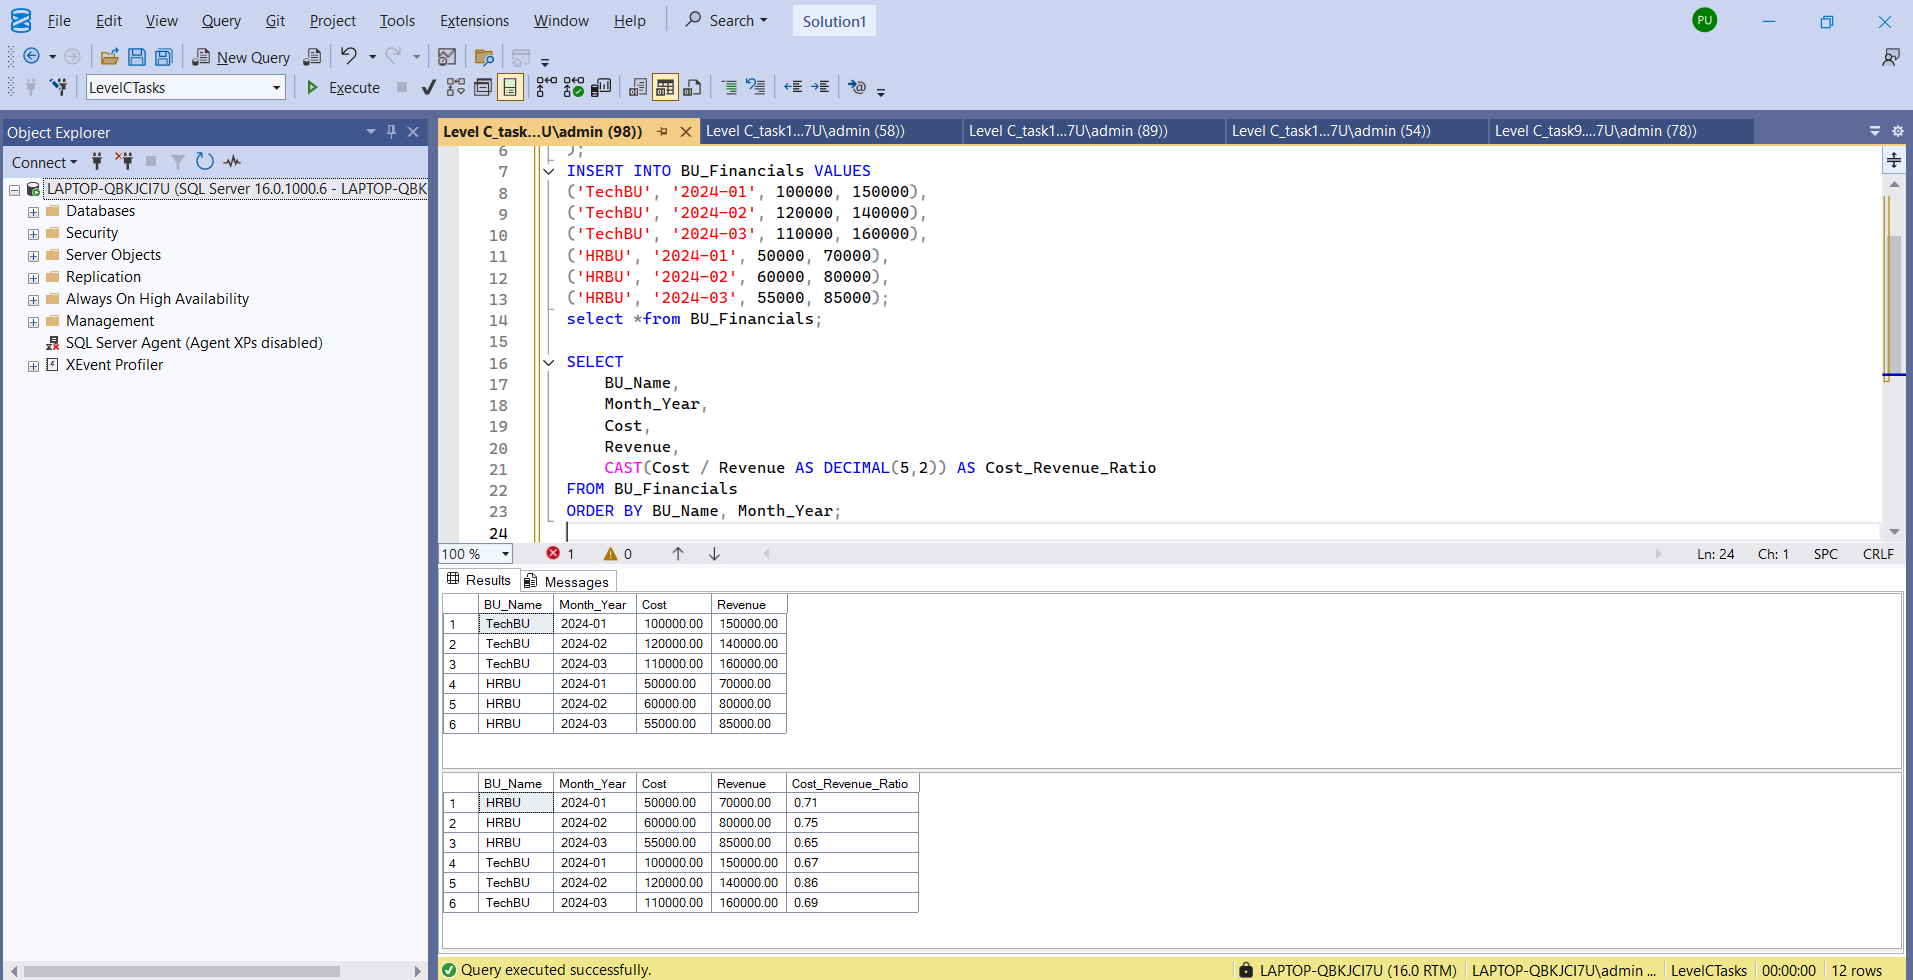 File Edit View Query Git Project Tools Extensions Window Help Search Solution1 PU
New Query
LevelCTasks Execute
Object Explorer
Connect
LAPTOP-QBKJCI7U (SQL Server 16.0.1000.6 - LAPTOP-QBK
Databases
Security
Server Objects
Replication
Always On High Availability
Management
SQL Server Agent (Agent XPs disabled)
XEvent Profiler
Level C_task...U\admin (98)) Level C_task1...7U\admin (58)) Level C_task1...7U\admin (89)) Level C_task1...7U\admin (54)) Level C_task9....7U\admin (78))
6 );
7 INSERT INTO BU_Financials VALUES
8 ('TechBU', '2024-01', 100000, 150000),
9 ('TechBU', '2024-02', 120000, 140000),
10 ('TechBU', '2024-03', 110000, 160000),
11 ('HRBU', '2024-01', 50000, 70000),
12 ('HRBU', '2024-02', 60000, 80000),
13 ('HRBU', '2024-03', 55000, 85000);
14 select *from BU_Financials;
15
16 SELECT
17 BU_Name,
18 Month_Year,
19 Cost,
20 Revenue,
21 CAST(Cost / Revenue AS DECIMAL(5,2)) AS Cost_Revenue_Ratio
22 FROM BU_Financials
23 ORDER BY BU_Name, Month_Year;
24
100 % 1 0 Ln: 24 Ch: 1 SPC CRLF
Results Messages
BU_Name Month_Year Cost Revenue
1 TechBU 2024-01 100000.00 150000.00
2 TechBU 2024-02 120000.00 140000.00
3 TechBU 2024-03 110000.00 160000.00
4 HRBU 2024-01 50000.00 70000.00
5 HRBU 2024-02 60000.00 80000.00
6 HRBU 2024-03 55000.00 85000.00
BU_Name Month_Year Cost Revenue Cost_Revenue_Ratio
1 HRBU 2024-01 50000.00 70000.00 0.71
2 HRBU 2024-02 60000.00 80000.00 0.75
3 HRBU 2024-03 55000.00 85000.00 0.65
4 TechBU 2024-01 100000.00 150000.00 0.67
5 TechBU 2024-02 120000.00 140000.00 0.86
6 TechBU 2024-03 110000.00 160000.00 0.69
Query executed successfully. LAPTOP-QBKJCI7U (16.0 RTM) LAPTOP-QBKJCI7U\admin ... LevelCTasks 00:00:00 12 rows